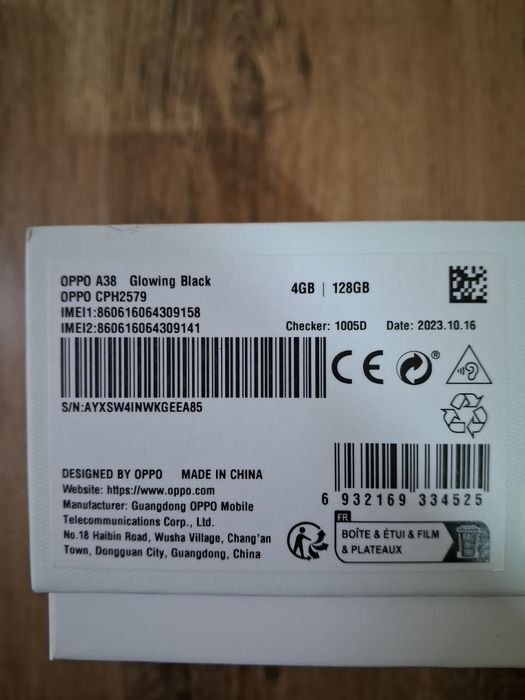 OPPO A38 Glowing Black
OPPO CPH2579
4GB | 128GB
IMEI1:860616064309158
IMEI2:860616064309141
Checker: 1005D Date: 2023.10.16
CE
®
S/N:AYXSW4INWKGEEA85
DESIGNED BY OPPO MADE IN CHINA
Website: https://www.oppo.com
Manufacturer: Guangdong OPPO Mobile
Telecommunications Corp., Ltd.
No.18 Haibin Road, Wusha Village, Chang'an
Town, Dongguan City, Guangdong, China
6 932169 334525
FR
BOÎTE & ÉTUI & FILM
& PLATEAUX